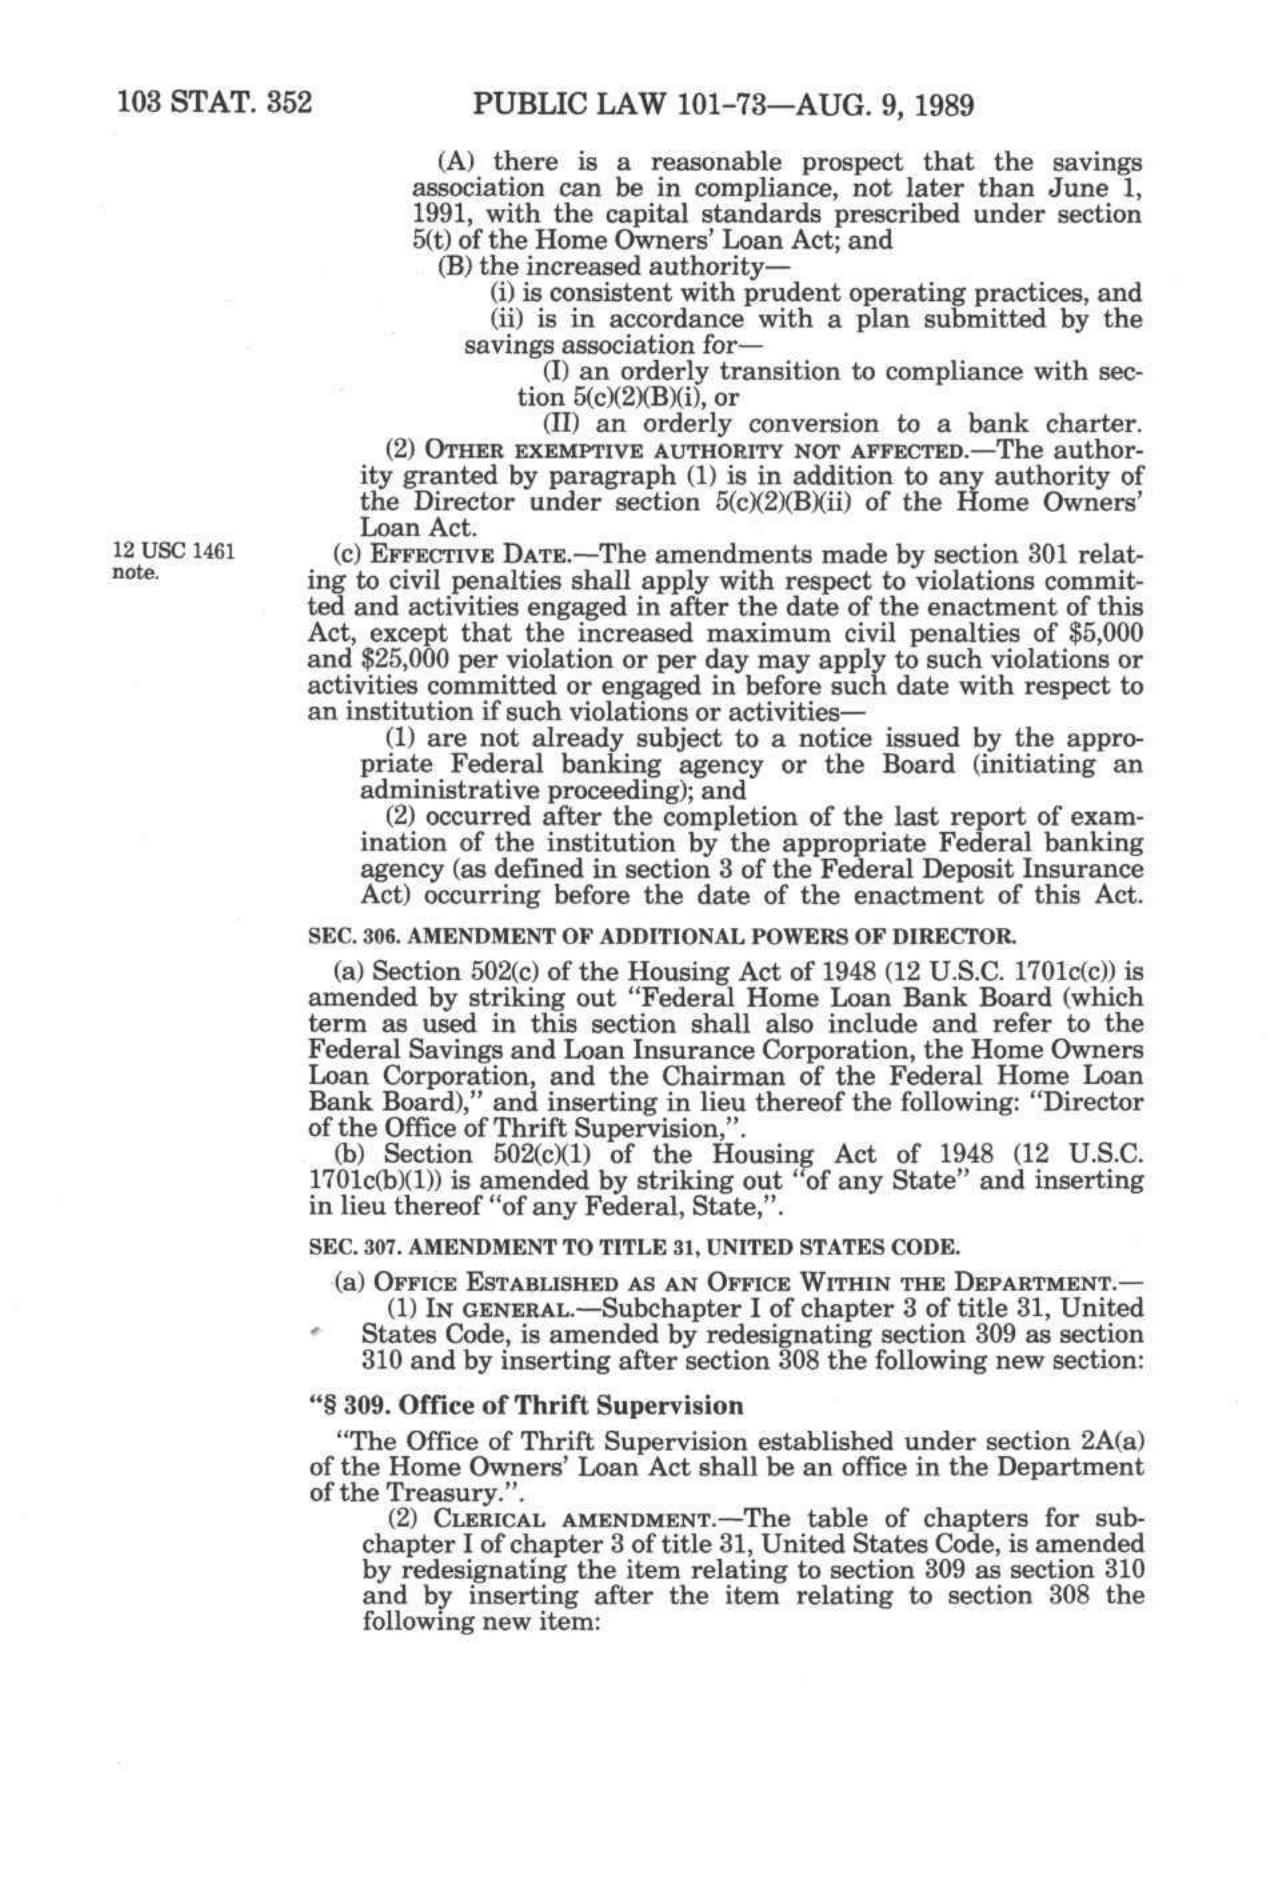 103 STAT. 352 PUBLIC LAW 101-73—AUG. 9, 1989
(A) there is a reasonable prospect that the savings
association can be in compliance, not later than June 1,
1991, with the capital standards prescribed under section
5(t) of the Home Owners' Loan Act; and
(B) the increased authority—
(i) is consistent with prudent operating practices, and
(ii) is in accordance with a plan submitted by the
savings association for—
(I) an orderly transition to compliance with sec-
tion 5(c)(2)(B)(i), or
(II) an orderly conversion to a bank charter.
(2) OTHER EXEMPTIVE AUTHORITY NOT AFFECTED.—The author-
ity granted by paragraph (1) is in addition to any authority of
the Director under section 5(c)(2)(B)(ii) of the Home Owners'
Loan Act.
12 USC 1461
note.
(c) EFFECTIVE DATE.—The amendments made by section 301 relat-
ing to civil penalties shall apply with respect to violations commit-
ted and activities engaged in after the date of the enactment of this
Act, except that the increased maximum civil penalties of $5,000
and $25,000 per violation or per day may apply to such violations or
activities committed or engaged in before such date with respect to
an institution if such violations or activities—
(1) are not already subject to a notice issued by the appro-
priate Federal banking agency or the Board (initiating an
administrative proceeding); and
(2) occurred after the completion of the last report of exam-
ination of the institution by the appropriate Federal banking
agency (as defined in section 3 of the Federal Deposit Insurance
Act) occurring before the date of the enactment of this Act.
SEC. 306. AMENDMENT OF ADDITIONAL POWERS OF DIRECTOR.
(a) Section 502(c) of the Housing Act of 1948 (12 U.S.C. 1701c(c)) is
amended by striking out “Federal Home Loan Bank Board (which
term as used in this section shall also include and refer to the
Federal Savings and Loan Insurance Corporation, the Home Owners
Loan Corporation, and the Chairman of the Federal Home Loan
Bank Board),” and inserting in lieu thereof the following: “Director
of the Office of Thrift Supervision,”.
(b) Section 502(c)(1) of the Housing Act of 1948 (12 U.S.C.
1701c(b)(1)) is amended by striking out “of any State” and inserting
in lieu thereof “of any Federal, State,”.
SEC. 307. AMENDMENT TO TITLE 31, UNITED STATES CODE.
(a) OFFICE ESTABLISHED AS AN OFFICE WITHIN THE DEPARTMENT.—
(1) IN GENERAL.—Subchapter I of chapter 3 of title 31, United
States Code, is amended by redesignating section 309 as section
310 and by inserting after section 308 the following new section:
“§ 309. Office of Thrift Supervision
“The Office of Thrift Supervision established under section 2A(a)
of the Home Owners' Loan Act shall be an office in the Department
of the Treasury.”.
(2) CLERICAL AMENDMENT.—The table of chapters for sub-
chapter I of chapter 3 of title 31, United States Code, is amended
by redesignating the item relating to section 309 as section 310
and by inserting after the item relating to section 308 the
following new item: